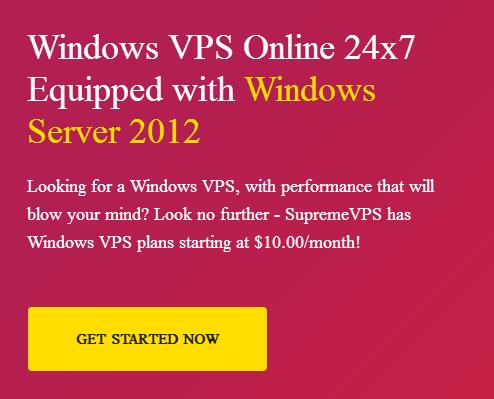 Windows VPS Online 24x7
Equipped with Windows
Server 2012
Looking for a Windows VPS, with performance that will
blow your mind? Look no further - SupremeVPS has
Windows VPS plans starting at $10.00/month!
GET STARTED NOW